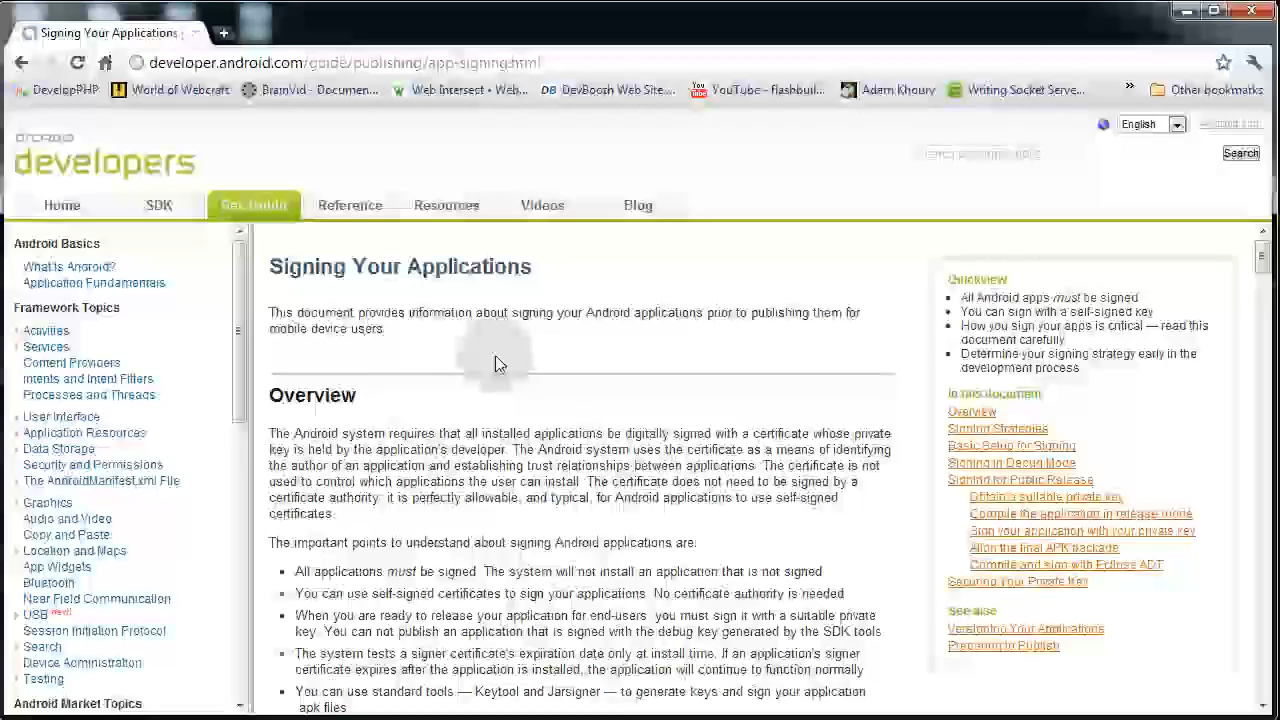 Signing Your Applications
developer.android.com/guide/publishing/app-signing.html
DevelopPHP
World of Webcraft
BrainVid - Documen...
Web Intersect - Web...
DB DevBoosh Web Site...
YouTube - flashbuil...
Adam Khoury
Writing Socket Serve...
»
Other bookmarks
English
android
developers
Search
Home
SDK
Dev Guide
Reference
Resources
Videos
Blog
Android Basics
What is Android?
Application Fundamentals
Framework Topics
Activities
Services
Content Providers
Intents and Intent Filters
Processes and Threads
User Interface
Application Resources
Data Storage
Security and Permissions
The AndroidManifest.xml File
Graphics
Audio and Video
Copy and Paste
Location and Maps
App Widgets
Bluetooth
Near Field Communication
USB new!
Session Initiation Protocol
Search
Device Administration
Testing
Android Market Topics
Signing Your Applications
This document provides information about signing your Android applications prior to publishing them for
mobile device users.
Overview
The Android system requires that all installed applications be digitally signed with a certificate whose private
key is held by the application's developer. The Android system uses the certificate as a means of identifying
the author of an application and establishing trust relationships between applications. The certificate is not
used to control which applications the user can install. The certificate does not need to be signed by a
certificate authority: it is perfectly allowable, and typical, for Android applications to use self-signed
certificates.
The important points to understand about signing Android applications are:
All applications must be signed. The system will not install an application that is not signed.
You can use self-signed certificates to sign your applications. No certificate authority is needed.
When you are ready to release your application for end-users, you must sign it with a suitable private
key. You can not publish an application that is signed with the debug key generated by the SDK tools.
The system tests a signer certificate's expiration date only at install time. If an application's signer
certificate expires after the application is installed, the application will continue to function normally.
You can use standard tools — Keytool and Jarsigner — to generate keys and sign your application
.apk files.
Quickview
All Android apps must be signed
You can sign with a self-signed key
How you sign your apps is critical — read this
document carefully
Determine your signing strategy early in the
development process
In this document
Overview
Signing Strategies
Basic Setup for Signing
Signing in Debug Mode
Signing for Public Release
Obtain a suitable private key
Compile the application in release mode
Sign your application with your private key
Align the final APK package
Compile and sign with Eclipse ADT
Securing Your Private Key
See also
Versioning Your Applications
Preparing to Publish